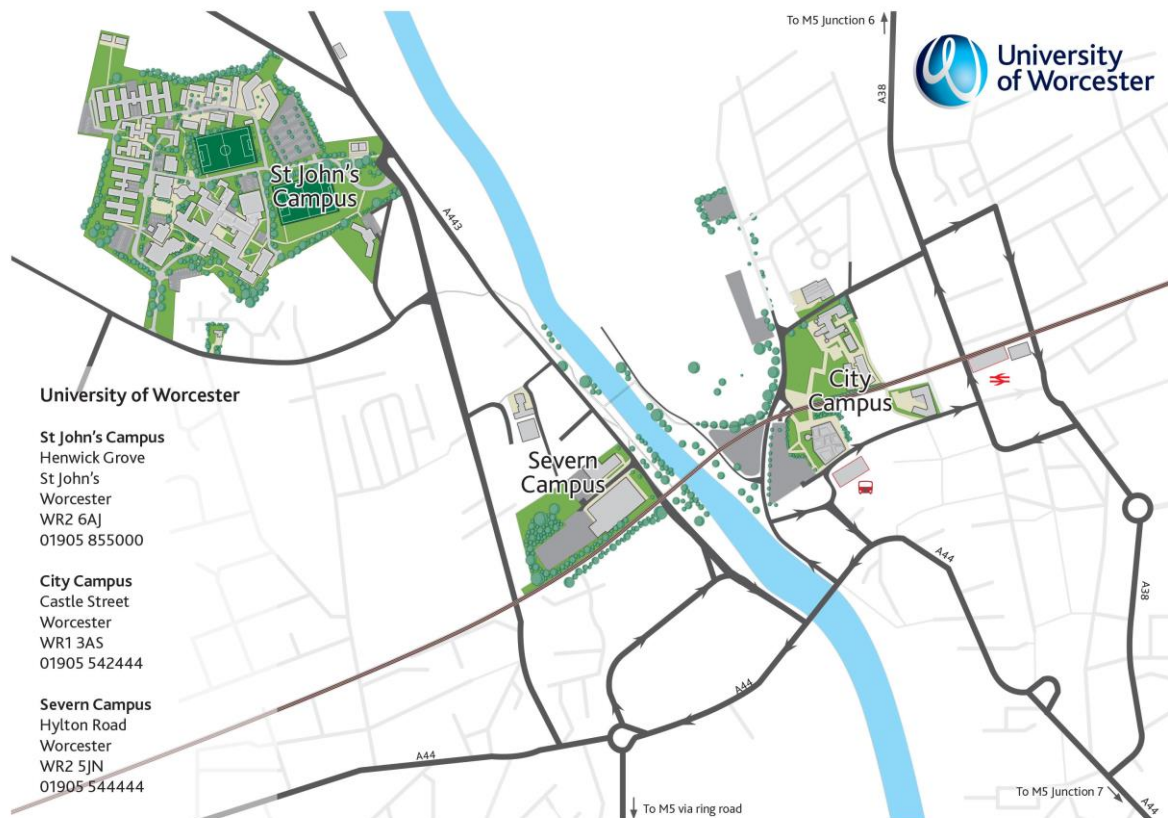 To M5 Junction 6
University
of Worcester
A38
St John's
Campus
A443
City
Campus
University of Worcester
St John's Campus
Henwick Grove
St John's
Worcester
WR2 6AJ
01905 855000
Severn
Campus
City Campus
Castle Street
Worcester
WR1 3AS
01905 542444
A44
A38
Severn Campus
Hylton Road
Worcester
WR2 5JN
01905 544444
A44
A44
To M5 via ring road
To M5 Junction 7
A44